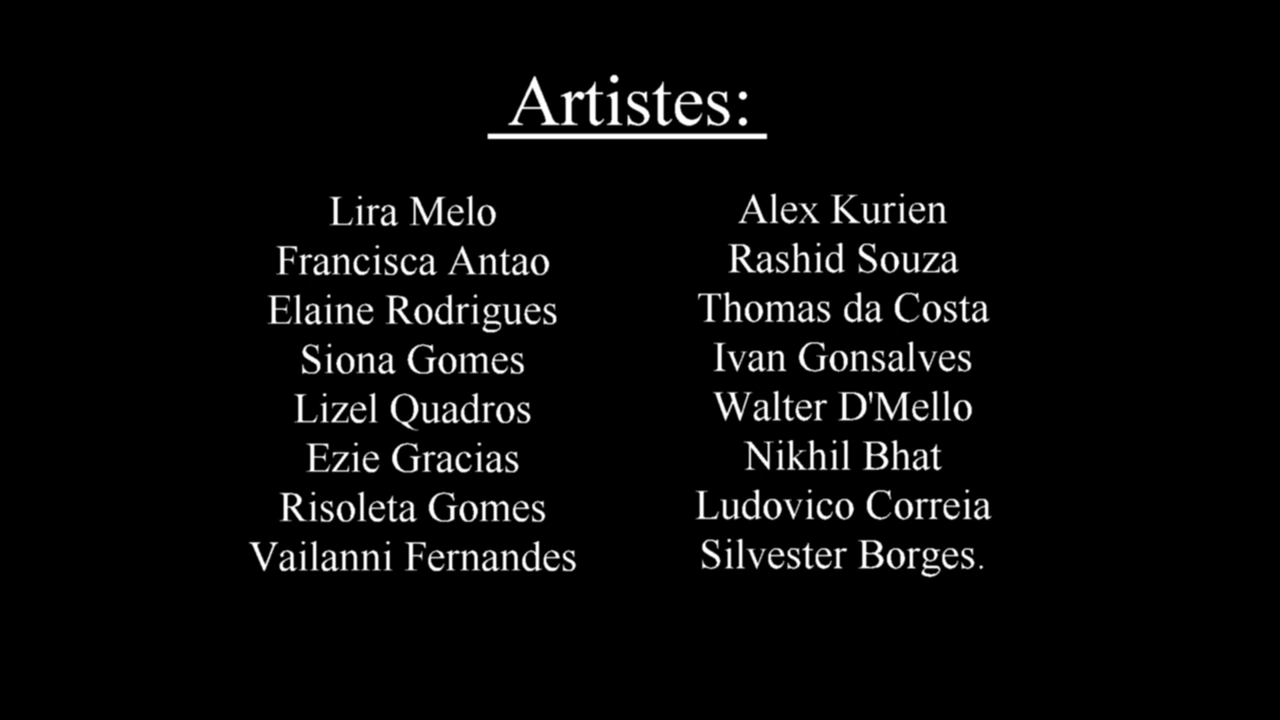 Artistes:
Lira Melo
Francisca Antao
Elaine Rodrigues
Siona Gomes
Lizel Quadros
Ezie Gracias
Risoleta Gomes
Vailanni Fernandes
Alex Kurien
Rashid Souza
Thomas da Costa
Ivan Gonsalves
Walter D'Mello
Nikhil Bhat
Ludovico Correia
Silvester Borges.